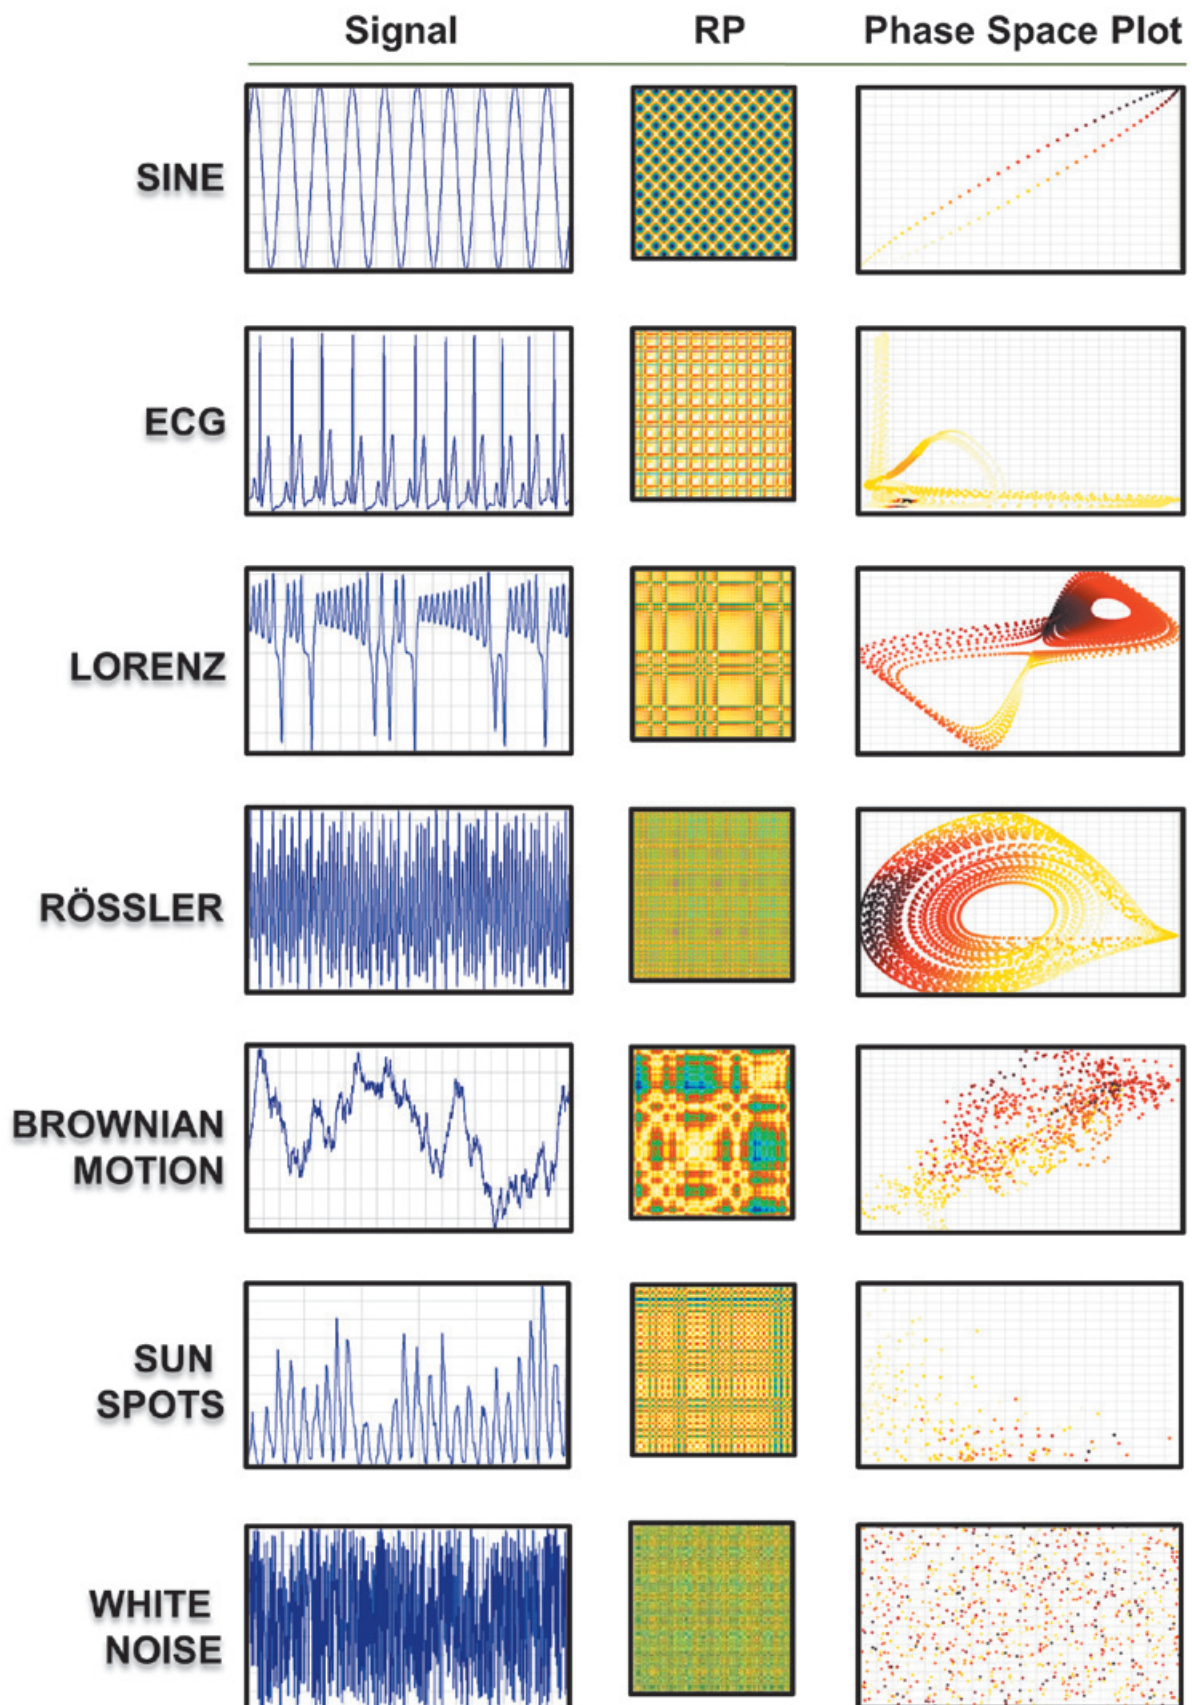 Signal RP Phase Space Plot
SINE
ECG
LORENZ
RÖSSLER
BROWNIAN
MOTION
SUN
SPOTS
WHITE
NOISE